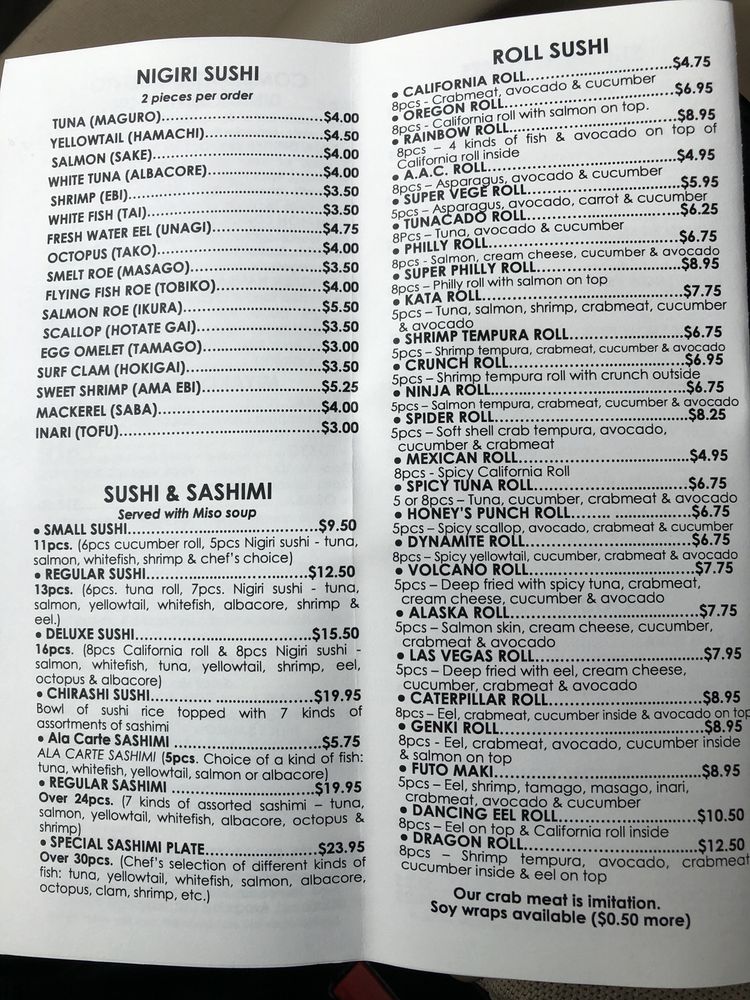 NIGIRI SUSHI
2 pieces per order
TUNA (MAGURO)........................................$4.00
YELLOWTAIL (HAMACHI)..............................$4.50
SALMON (SAKE)........................................$4.00
WHITE TUNA (ALBACORE)............................$4.00
SHRIMP (EBI)............................................$3.50
WHITE FISH (TAI)........................................$3.50
FRESH WATER EEL (UNAGI)............................$4.75
OCTOPUS (TAKO)........................................$4.00
SMELT ROE (MASAGO)..................................$3.50
FLYING FISH ROE (TOBIKO)............................$4.00
SALMON ROE (IKURA)..................................$5.50
SCALLOP (HOTATE GAI)................................$3.50
EGG OMELET (TAMAGO)................................$3.00
SURF CLAM (HOKIGAI)..................................$3.50
SWEET SHRIMP (AMA EBI)..............................$5.25
MACKEREL (SABA)......................................$4.00
INARI (TOFU)............................................$3.00
SUSHI & SASHIMI
Served with Miso soup
• SMALL SUSHI........................................$9.50
11pcs. (6pcs cucumber roll, 5pcs Nigiri sushi - tuna,
salmon, whitefish, shrimp & chef's choice)
• REGULAR SUSHI....................................$12.50
13pcs. (6pcs. tuna roll, 7pcs. Nigiri sushi - tuna,
salmon, yellowtail, whitefish, albacore, shrimp &
eel.)
• DELUXE SUSHI......................................$15.50
16pcs. (8pcs California roll & 8pcs Nigiri sushi -
salmon, whitefish, tuna, yellowtail, shrimp, eel,
octopus & albacore)
• CHIRASHI SUSHI....................................$19.95
Bowl of sushi rice topped with 7 kinds of
assortments of sashimi
• Ala Carte SASHIMI ................................$5.75
ALA CARTE SASHIMI (5pcs. Choice of a kind of fish:
tuna, whitefish, yellowtail, salmon or albacore)
• REGULAR SASHIMI ................................$19.95
Over 24pcs. (7 kinds of assorted sashimi – tuna,
salmon, yellowtail, whitefish, albacore, octopus &
shrimp)
• SPECIAL SASHIMI PLATE..........................$23.95
Over 30pcs. (Chef's selection of different kinds of
fish: tuna, yellowtail, whitefish, salmon, albacore,
octopus, clam, shrimp, etc.)
ROLL SUSHI
• CALIFORNIA ROLL..................................$4.75
8pcs - Crabmeat, avocado & cucumber
• OREGON ROLL......................................$6.95
8pcs - California roll with salmon on top.
• RAINBOW ROLL....................................$8.95
8pcs – 4 kinds of fish & avocado on top of
California roll inside
• A.A.C. ROLL........................................$4.95
8pcs – Asparagus, avocado & cucumber
• SUPER VEGE ROLL..................................$5.95
5pcs – Asparagus, avocado, carrot & cucumber
• TUNACADO ROLL..................................$6.25
8Pcs – Tuna, avocado & cucumber
• PHILLY ROLL........................................$6.75
8pcs - Salmon, cream cheese, cucumber & avocado
• SUPER PHILLY ROLL................................$8.95
8pcs – Philly roll with salmon on top
• KATA ROLL..........................................$7.75
5pcs – Tuna, salmon, shrimp, crabmeat, cucumber
& avocado
• SHRIMP TEMPURA ROLL..........................$6.75
5pcs – Shrimp tempura, crabmeat, cucumber & avocado
• CRUNCH ROLL......................................$6.95
5pcs – Shrimp tempura roll with crunch outside
• NINJA ROLL........................................$6.75
5pcs – Salmon tempura, crabmeat, cucumber & avocado
• SPIDER ROLL........................................$8.25
5pcs – Soft shell crab tempura, avocado,
cucumber & crabmeat
• MEXICAN ROLL....................................$4.95
8pcs - Spicy California Roll
• SPICY TUNA ROLL..................................$6.75
5 or 8pcs – Tuna, cucumber, crabmeat & avocado
• HONEY'S PUNCH ROLL............................$6.75
5pcs – Spicy scallop, avocado, crabmeat & cucumber
• DYNAMITE ROLL....................................$6.75
8pcs – Spicy yellowtail, cucumber, crabmeat & avocado
• VOLCANO ROLL....................................$7.75
5pcs – Deep fried with spicy tuna, crabmeat,
cream cheese, cucumber & avocado
• ALASKA ROLL......................................$7.75
5pcs – Salmon skin, cream cheese, cucumber,
crabmeat & avocado
• LAS VEGAS ROLL..................................$7.95
5pcs – Deep fried with eel, cream cheese,
cucumber, crabmeat & avocado
• CATERPILLAR ROLL................................$8.95
8pcs – Eel, crabmeat, cucumber inside & avocado on top
• GENKI ROLL........................................$8.95
8pcs - Eel, crabmeat, avocado, cucumber inside
& salmon on top
• FUTO MAKI........................................$8.95
5pcs – Eel, shrimp, tamago, masago, inari,
crabmeat, avocado & cucumber
• DANCING EEL ROLL..............................$10.50
8pcs – Eel on top & California roll inside
• DRAGON ROLL....................................$12.50
8pcs – Shrimp tempura, avocado, crabmeat
cucumber inside & eel on top
Our crab meat is imitation.
Soy wraps available ($0.50 more)